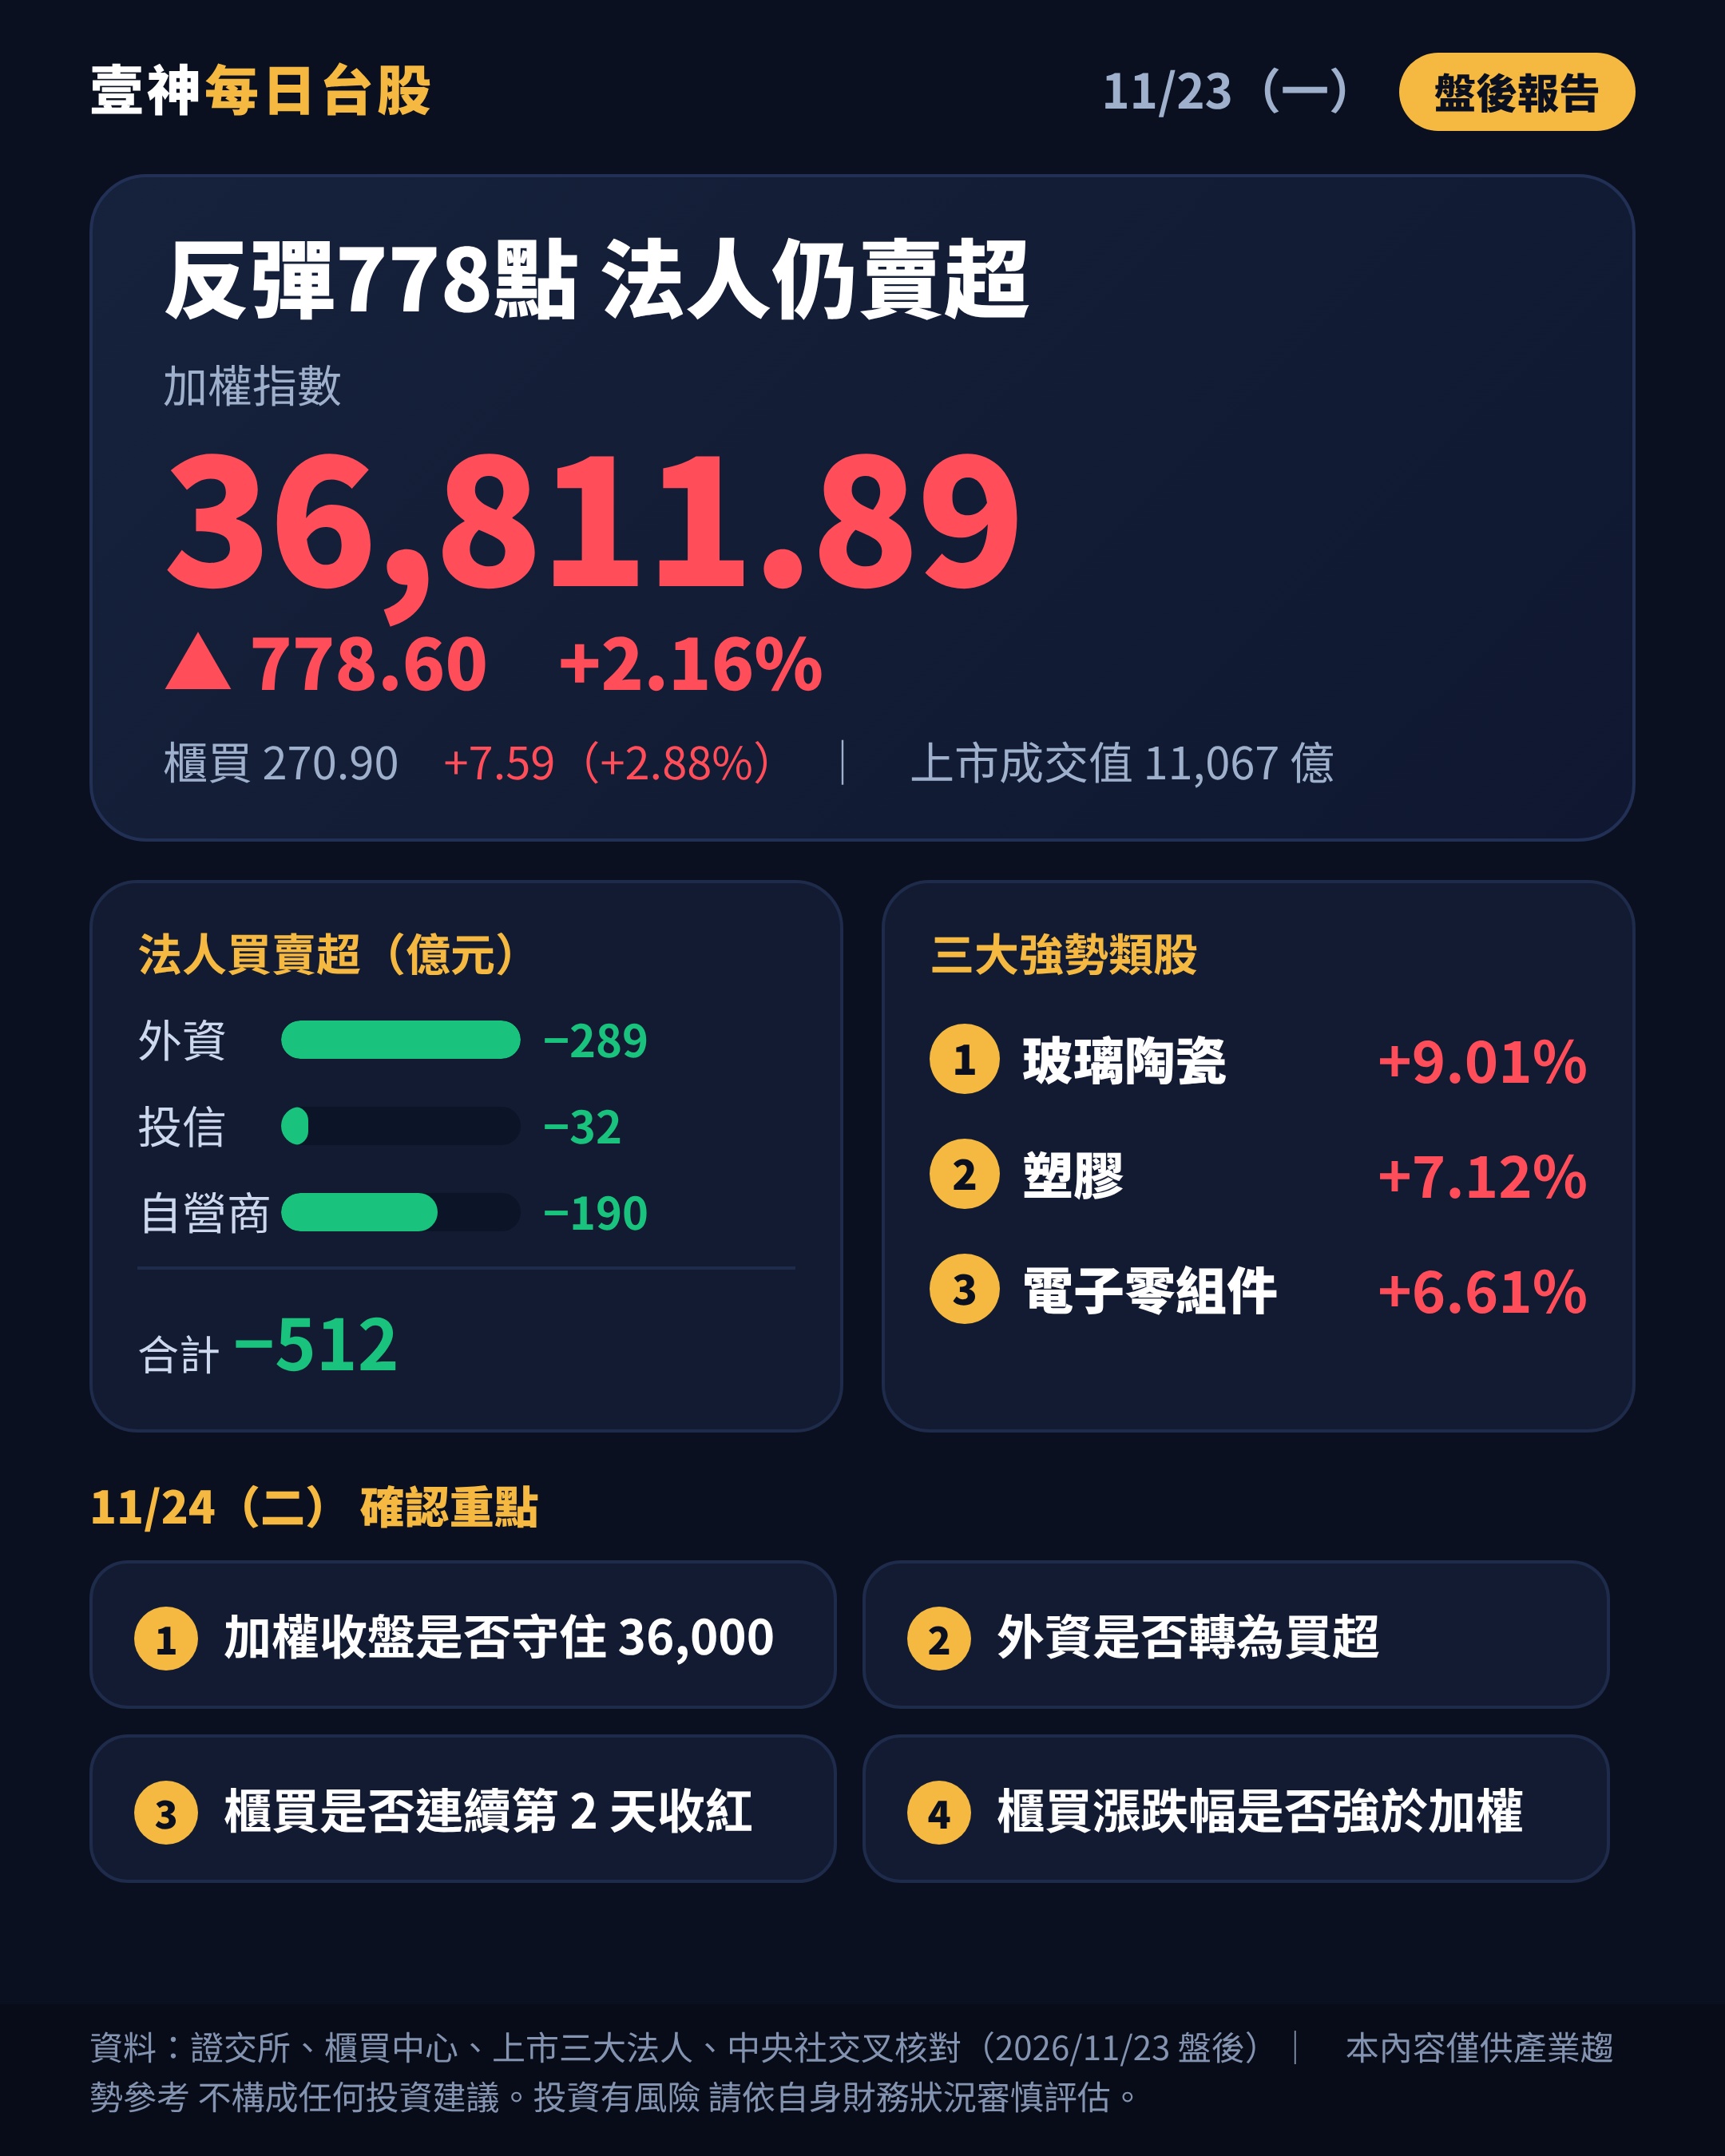 壹神每日台股 11/23（一） 盤後報告
反彈778點 法人仍賣超
加權指數
36,811.89
▲ 778.60 +2.16%
櫃買 270.90 +7.59（+2.88%） ｜ 上市成交值 11,067 億
法人買賣超（億元）
外資 −289
投信 −32
自營商 −190
合計 −512
三大強勢類股
1 玻璃陶瓷 +9.01%
2 塑膠 +7.12%
3 電子零組件 +6.61%
11/24（二） 確認重點
1 加權收盤是否守住 36,000
2 外資是否轉為買超
3 櫃買是否連續第 2 天收紅
4 櫃買漲跌幅是否強於加權
資料：證交所、櫃買中心、上市三大法人、中央社交叉核對（2026/11/23 盤後）｜ 本內容僅供產業趨
勢參考 不構成任何投資建議。投資有風險 請依自身財務狀況審慎評估。